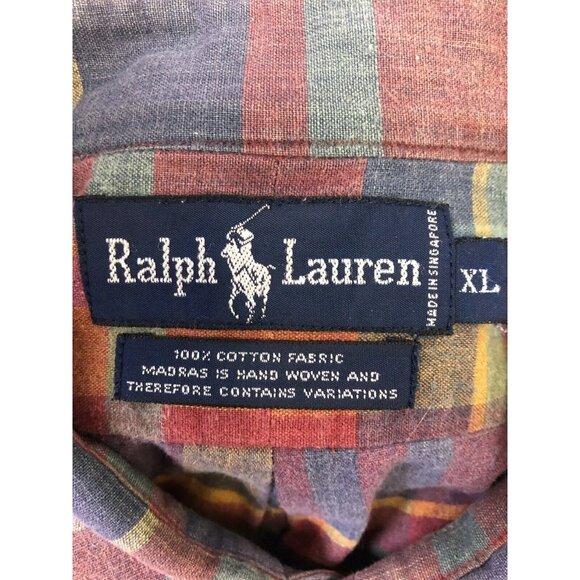 Ralph Lauren
MADE IN SINGAPORE
XL
100% COTTON FABRIC
MADRAS IS HAND WOVEN AND
THEREFORE CONTAINS VARIATIONS